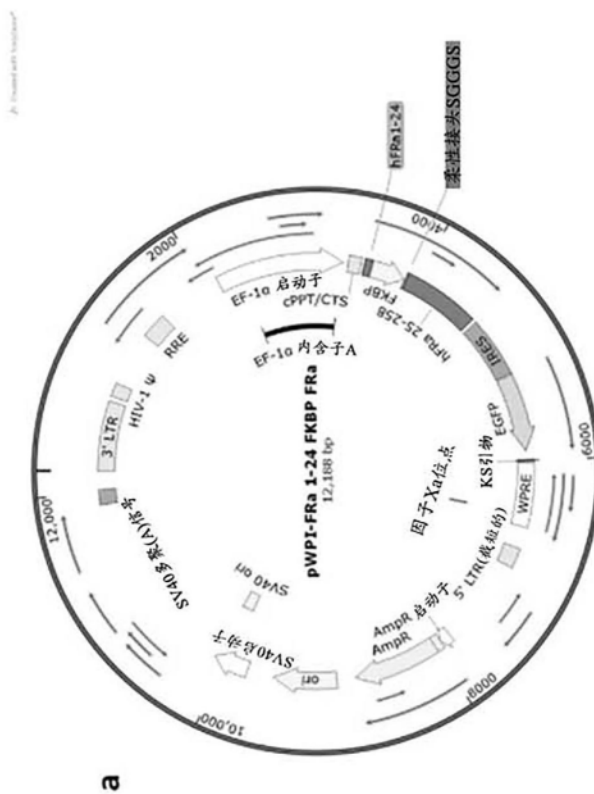 Created with SnapGene®
a
pWPI-FRa 1-24 FKBP FRa
12,188 bp
2000
4000
6000
8000
10,000
12,000
3' LTR
HIV-1 Ψ
RRE
EF-1α 启动子
EF-1α 内含子A
cPPT/CTS
hFRa1-24
FKBP
柔性接头SGGGS
hFRa 25-258
IRES
EGFP
KS引物
WPRE
因子Xa位点
5' LTR(截短的)
AmpR 启动子
AmpR
ori
SV40启动子
SV40 ori
SV40多聚(A)信号